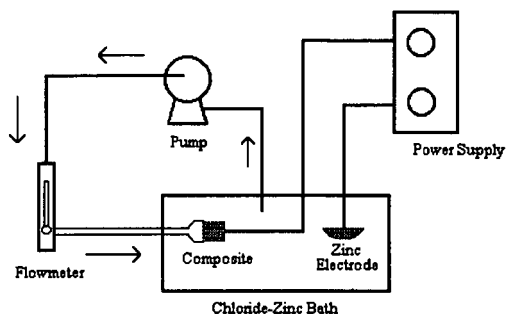 Pump
Power Supply
Flowmeter
Composite
Zinc
Electrode
Chloride-Zinc Bath